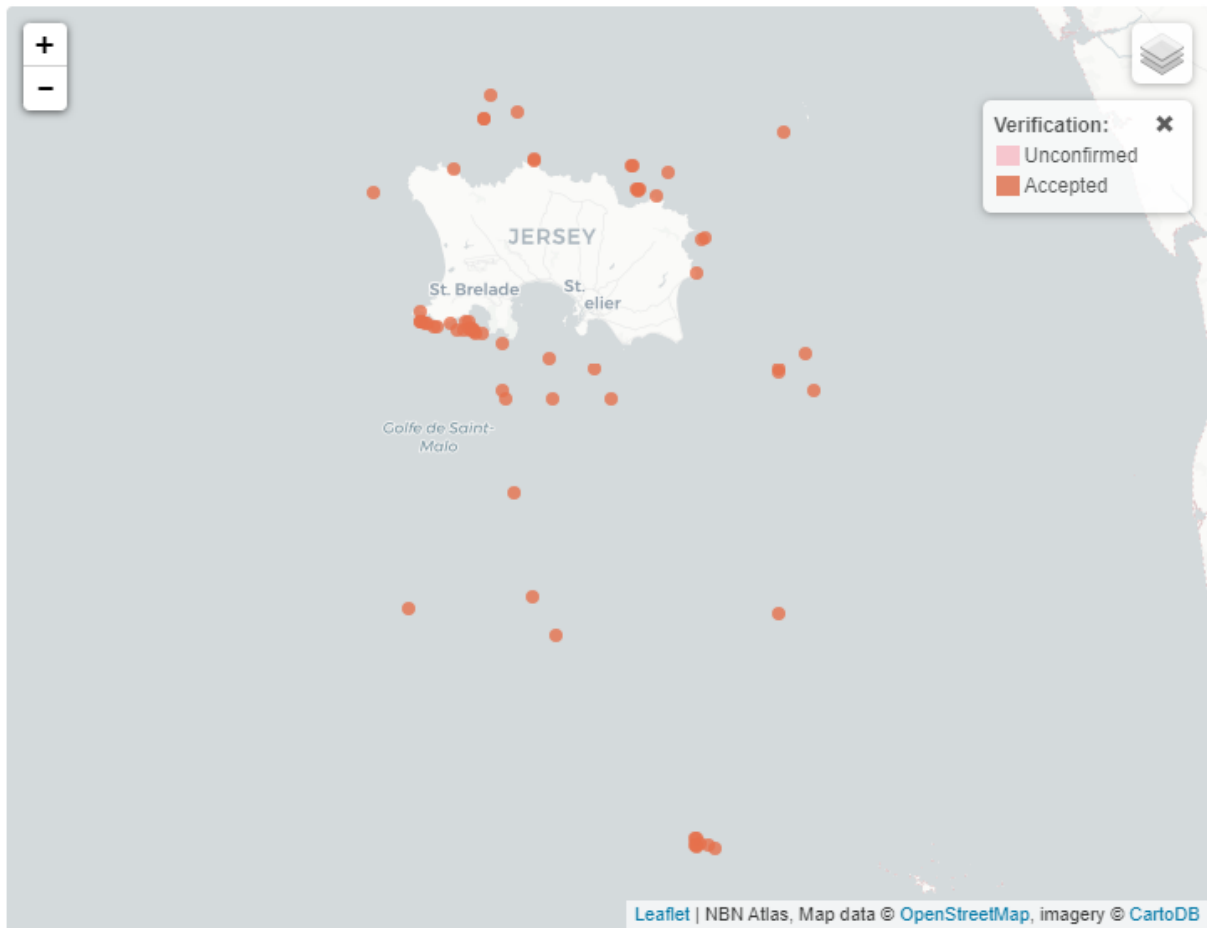 +
−
Verification: ✖
Unconfirmed
Accepted
JERSEY
St. Brelade
St.
elier
Golfe de Saint-
Malo
Leaflet | NBN Atlas, Map data © OpenStreetMap, imagery © CartoDB